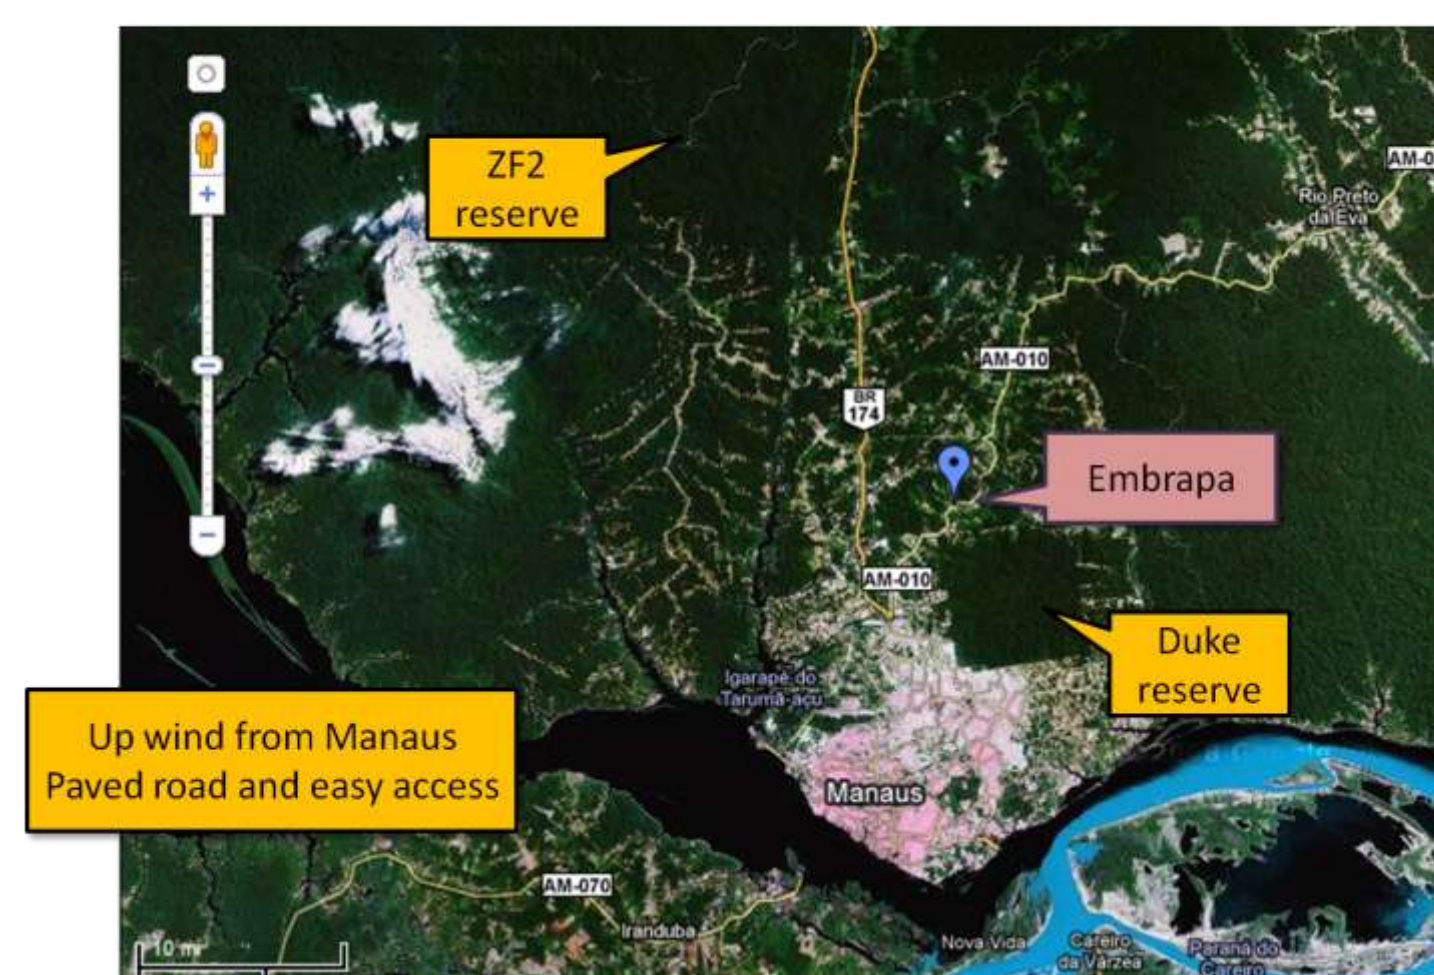 ZF2
reserve
AM-0
Rio Preto
da Eva
AM-010
BR
174
Embrapa
AM-010
Duke
reserve
Igarapé do
Tarumã-açu
Up wind from Manaus
Paved road and easy access
Manaus
AM-070
Iranduba
10 mi
Nova Vida
Careiro
da Várzea
Paraná do
Careiro